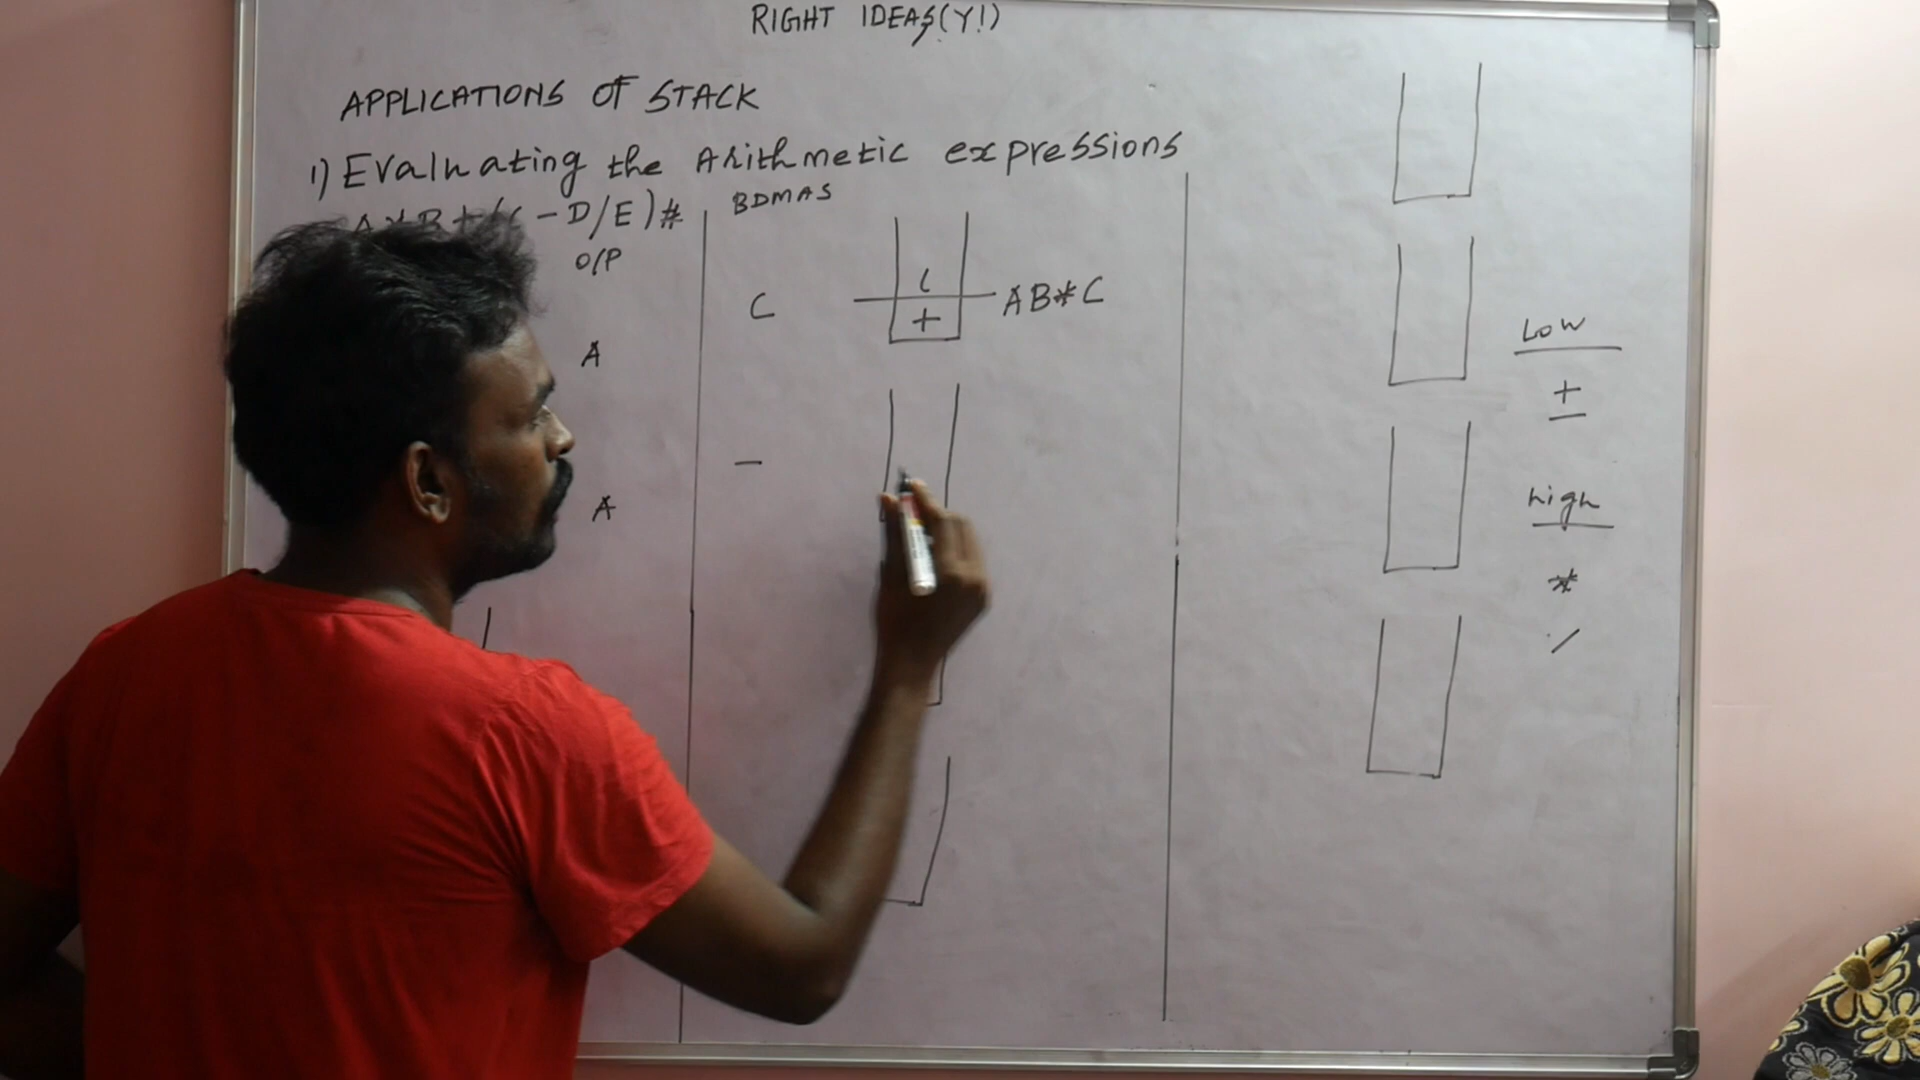 RIGHT IDEAS(Y!)
APPLICATIONS OF STACK
1) Evaluating the Arithmetic expressions
- D/E)#
BDMAS
O/P
A
A
C
(
+
AB*C
-
Low
+
-
high
*
/